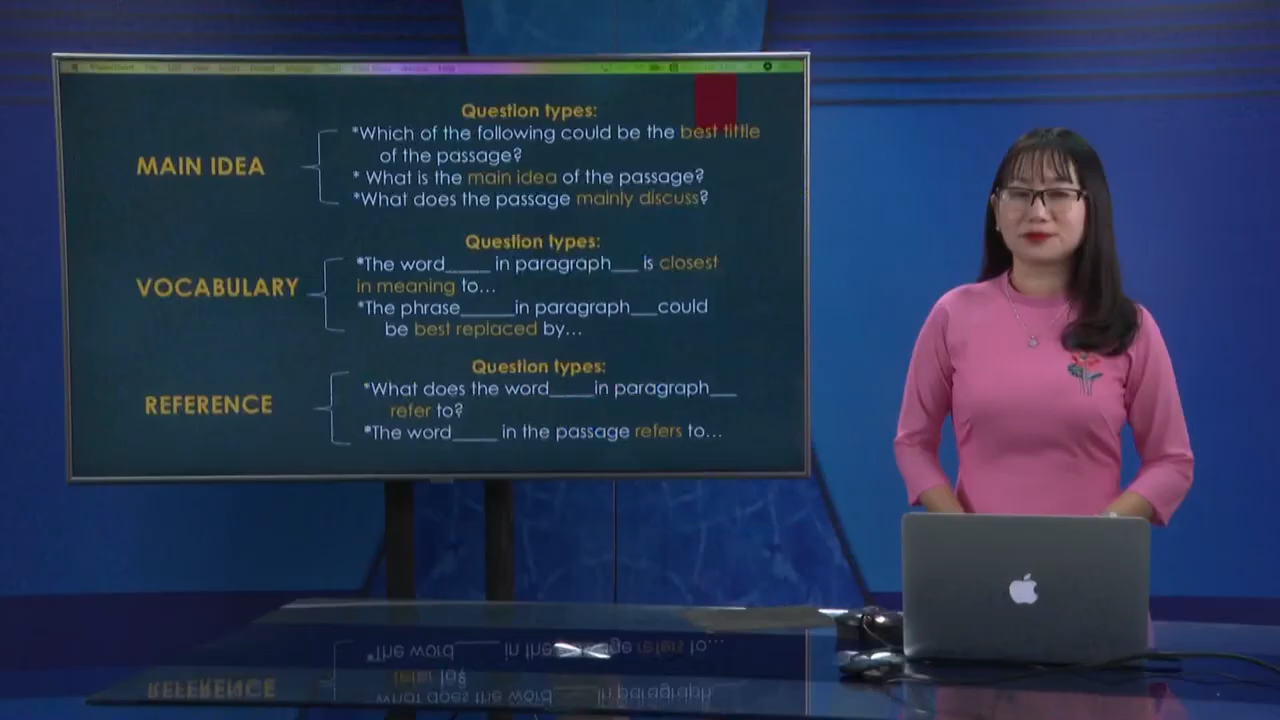 Question types:
*Which of the following could be the best tittle
of the passage?
MAIN IDEA
* What is the main idea of the passage?
*What does the passage mainly discuss?
Question types:
*The word_____ in paragraph___ is closest
in meaning to...
VOCABULARY
*The phrase______in paragraph___could
be best replaced by...
Question types:
*What does the word_____in paragraph___
refer to?
REFERENCE
*The word_____ in the passage refers to...